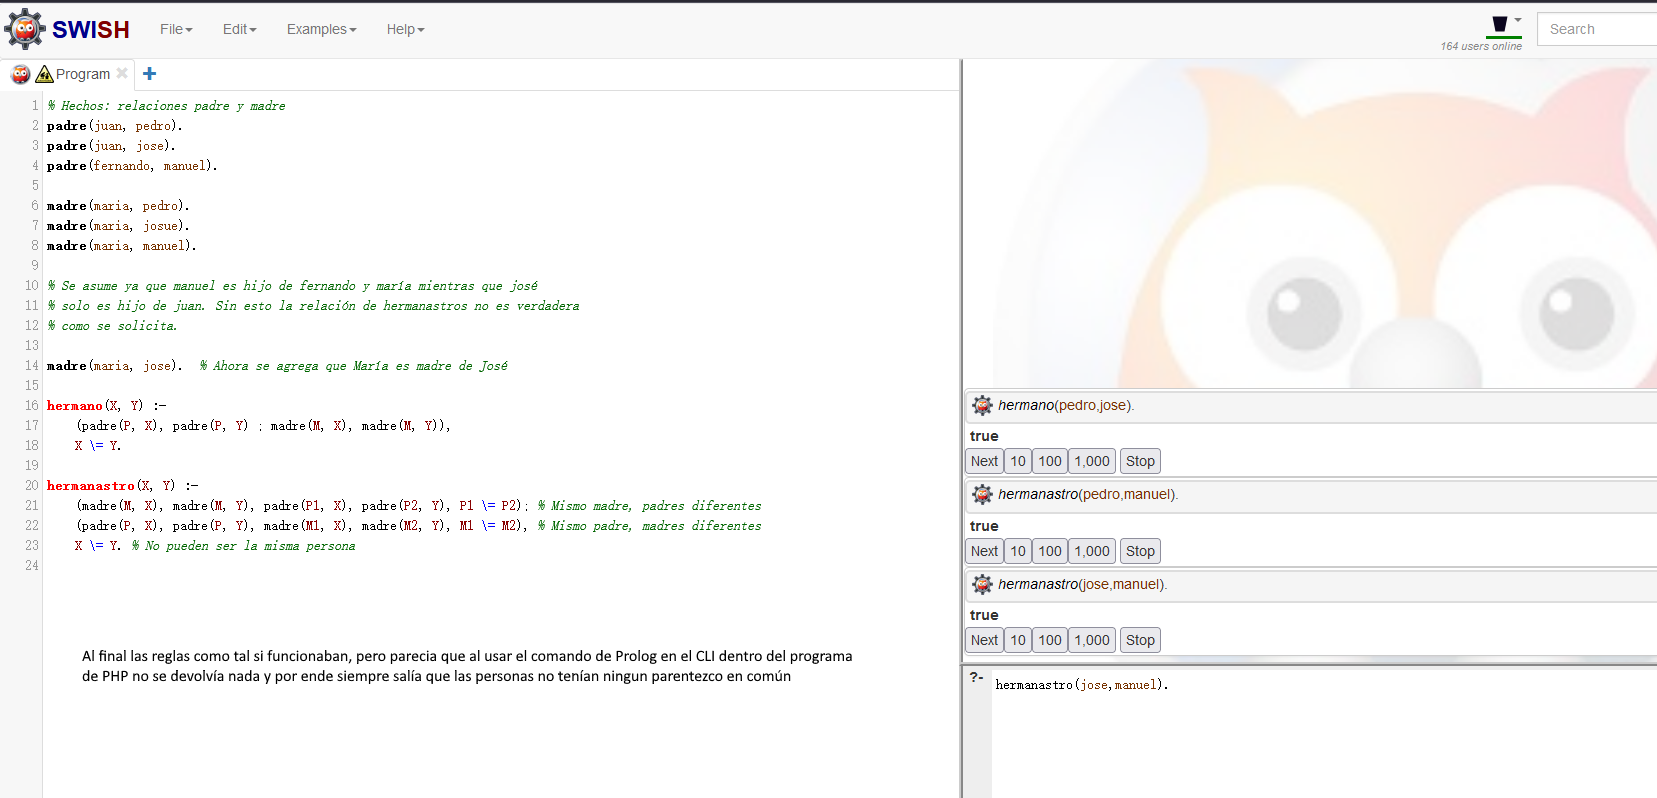 SWISH File Edit Examples Help
164 users online
Search
Program
1 % Hechos: relaciones padre y madre
2 padre(juan, pedro).
3 padre(juan, jose).
4 padre(fernando, manuel).
5
6 madre(maria, pedro).
7 madre(maria, josue).
8 madre(maria, manuel).
9
10 % Se asume ya que manuel es hijo de fernando y maría mientras que josé
11 % solo es hijo de juan. Sin esto la relación de hermanastros no es verdadera
12 % como se solicita.
13
14 madre(maria, jose).  % Ahora se agrega que María es madre de José
15
16 hermano(X, Y) :-
17 (padre(P, X), padre(P, Y) ; madre(M, X), madre(M, Y)),
18 X \= Y.
19
20 hermanastro(X, Y) :-
21 (madre(M, X), madre(M, Y), padre(P1, X), padre(P2, Y), P1 \= P2); % Mismo madre, padres diferentes
22 (padre(P, X), padre(P, Y), madre(M1, X), madre(M2, Y), M1 \= M2), % Mismo padre, madres diferentes
23 X \= Y. % No pueden ser la misma persona
24
Al final las reglas como tal si funcionaban, pero parecia que al usar el comando de Prolog en el CLI dentro del programa
de PHP no se devolvía nada y por ende siempre salía que las personas no tenían ningun parentezco en común
hermano(pedro,jose).
true
Next 10 100 1,000 Stop
hermanastro(pedro,manuel).
true
Next 10 100 1,000 Stop
hermanastro(jose,manuel).
true
Next 10 100 1,000 Stop
?- hermanastro(jose,manuel).